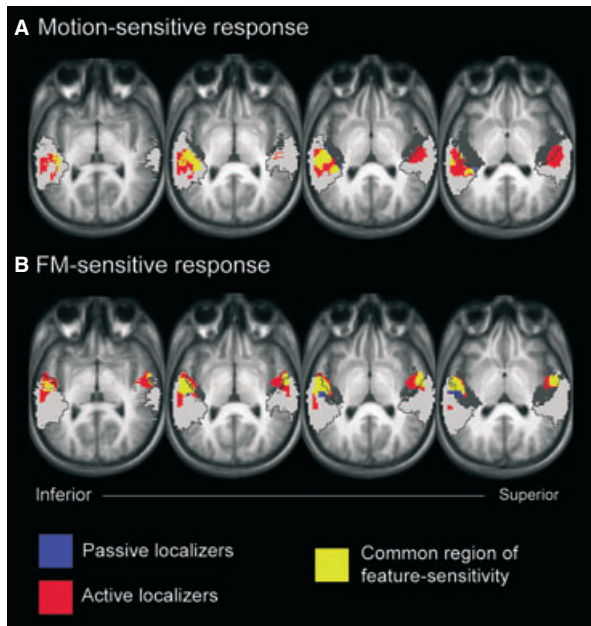 A Motion-sensitive response
B FM-sensitive response
Inferior
Superior
Passive localizers
Active localizers
Common region of
feature-sensitivity